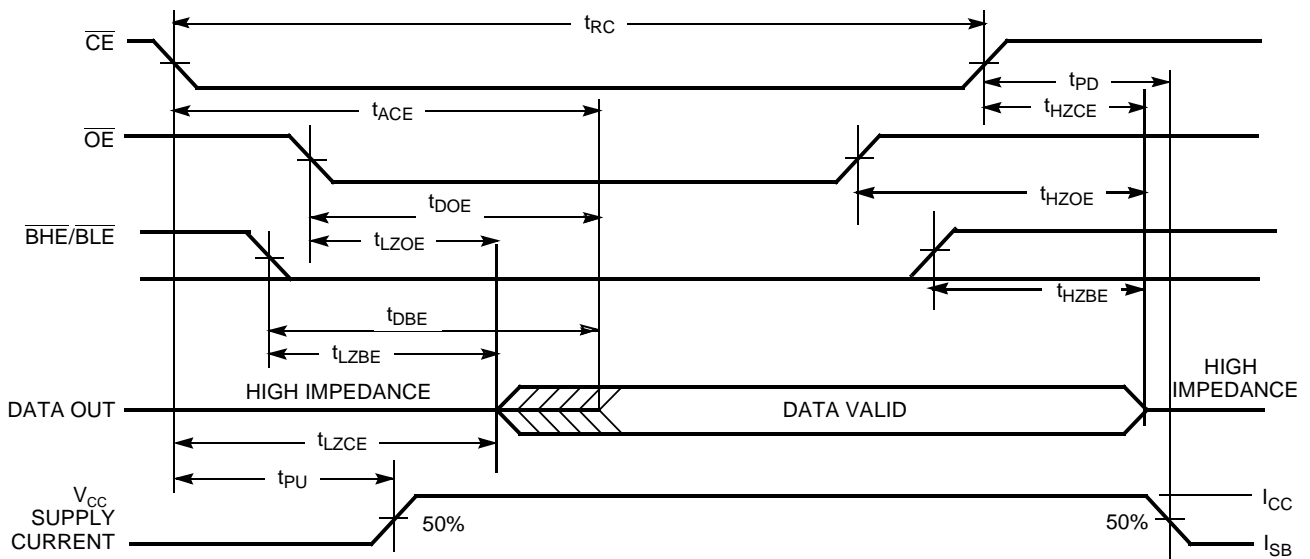 tRC
CE
tPD
tACE
tHZCE
OE
tDOE
tHZOE
BHE/BLE
tLZOE
tHZBE
tDBE
tLZBE
HIGH IMPEDANCE
HIGH
IMPEDANCE
DATA OUT
DATA VALID
tLZCE
tPU
VCC
SUPPLY
CURRENT
50%
50%
ICC
ISB